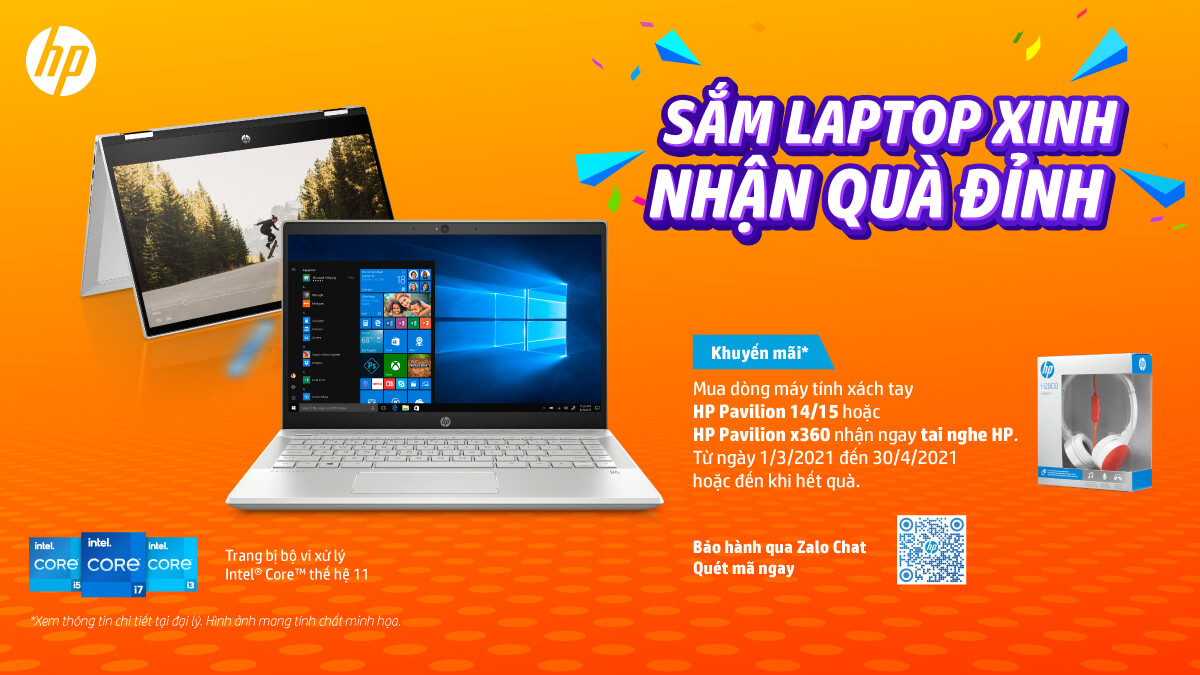 hp
SẮM LAPTOP XINH
NHẬN QUÀ ĐỈNH
Khuyến mãi*
Mua dòng máy tính xách tay
HP Pavilion 14/15 hoặc
HP Pavilion x360 nhận ngay tai nghe HP.
Từ ngày 1/3/2021 đến 30/4/2021
hoặc đến khi hết quà.
hp
H2800
Bảo hành qua Zalo Chat
Quét mã ngay
hp
intel.
CORE
i5
intel.
CORE
i7
intel.
CORE
i3
Trang bị bộ vi xử lý
Intel® Core™ thế hệ 11
*Xem thông tin chi tiết tại đại lý. Hình ảnh mang tính chất minh họa.